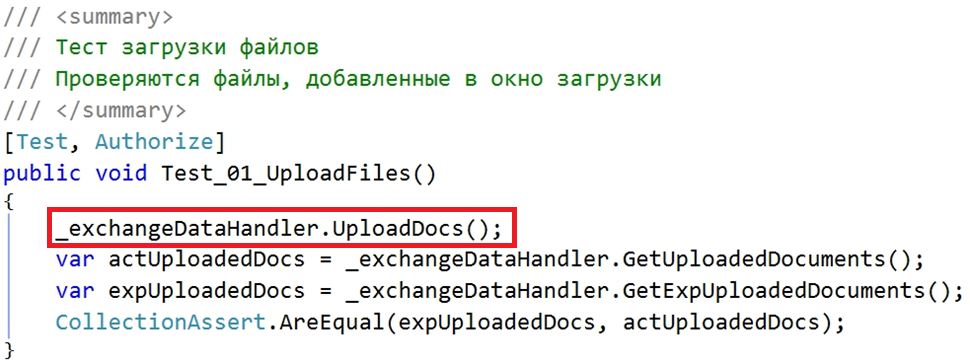 /// <summary>
/// Тест загрузки файлов
/// Проверяются файлы, добавленные в окно загрузки
/// </summary>
[Test, Authorize]
public void Test_01_UploadFiles()
{
_exchangeDataHandler.UploadDocs();
var actUploadedDocs = _exchangeDataHandler.GetUploadedDocuments();
var expUploadedDocs = _exchangeDataHandler.GetExpUploadedDocuments();
CollectionAssert.AreEqual(expUploadedDocs, actUploadedDocs);
}